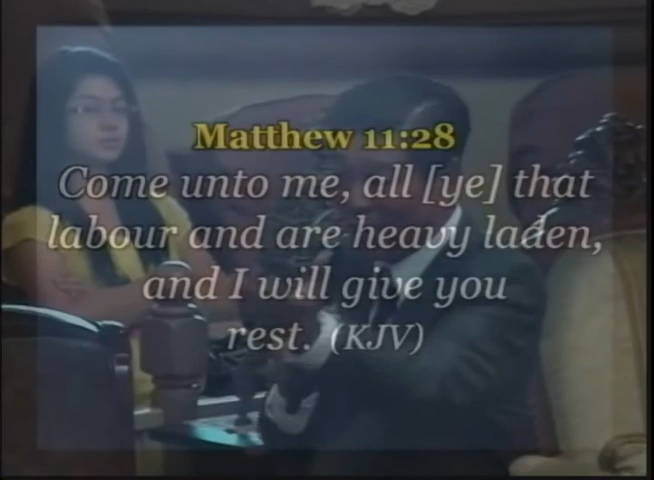 Matthew 11:28
Come unto me, all [ye] that
labour and are heavy laden,
and I will give you
rest. (KJV)